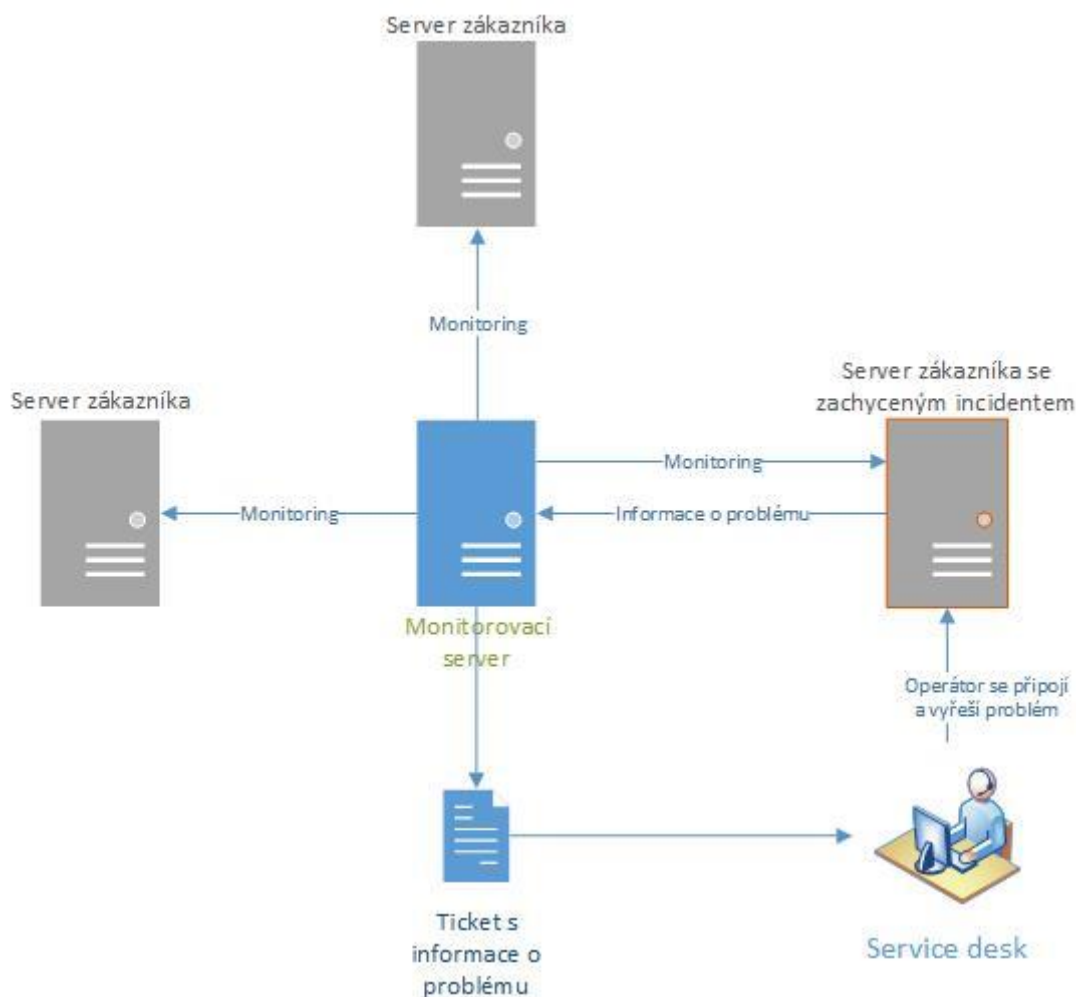 Server zákazníka
Monitoring
Server zákazníka
Server zákazníka se
zachyceným incidentem
Monitoring
Monitoring
Informace o problému
Monitorovací
server
Operátor se připojí
a vyřeší problém
Ticket s
informace o
problému
Service desk